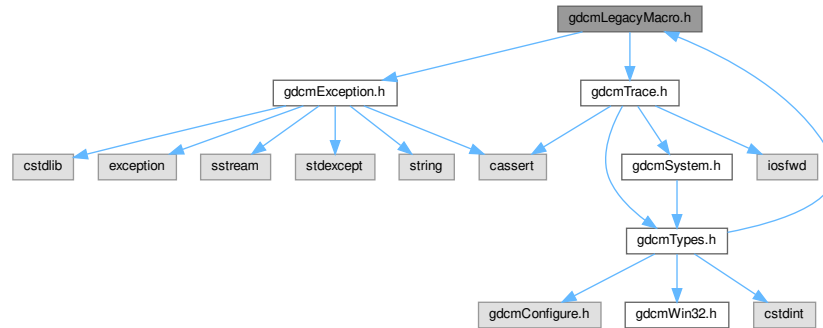 gdcmLegacyMacro.h
gdcmException.h
gdcmTrace.h
cstdlib
exception
sstream
stdexcept
string
cassert
gdcmSystem.h
iosfwd
gdcmTypes.h
gdcmConfigure.h
gdcmWin32.h
cstdint